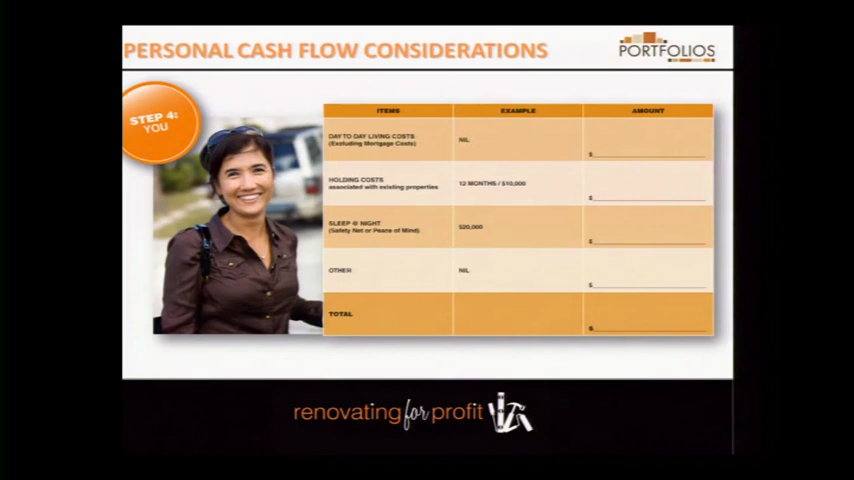 PERSONAL CASH FLOW CONSIDERATIONS
PORTFOLIOS
STEP 4:
YOU
ITEMS EXAMPLE AMOUNT
DAY TO DAY LIVING COSTS
(Excluding Mortgage Costs)
NIL
$
HOLDING COSTS
associated with existing properties
12 MONTHS / $10,000
$
SLEEP @ NIGHT
(Safety Net or Peace of Mind)
$20,000
$
OTHER
NIL
$
TOTAL
$
renovating for profit